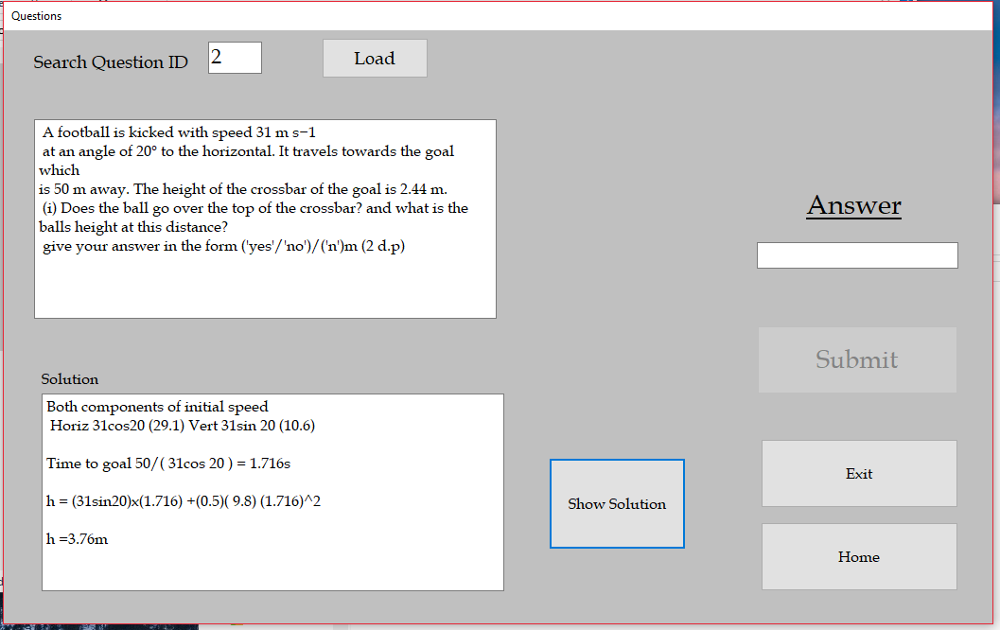 Questions
Search Question ID 2 Load
A football is kicked with speed 31 m s−1
at an angle of 20° to the horizontal. It travels towards the goal
which
is 50 m away. The height of the crossbar of the goal is 2.44 m.
(i) Does the ball go over the top of the crossbar? and what is the
balls height at this distance?
give your answer in the form ('yes'/'no')/('n')m (2 d.p)
Answer
Submit
Solution
Both components of initial speed
Horiz 31cos20 (29.1) Vert 31sin 20 (10.6)
Time to goal 50/( 31cos 20 ) = 1.716s
h = (31sin20)x(1.716) +(0.5)( 9.8) (1.716)^2
h =3.76m
Show Solution
Exit
Home